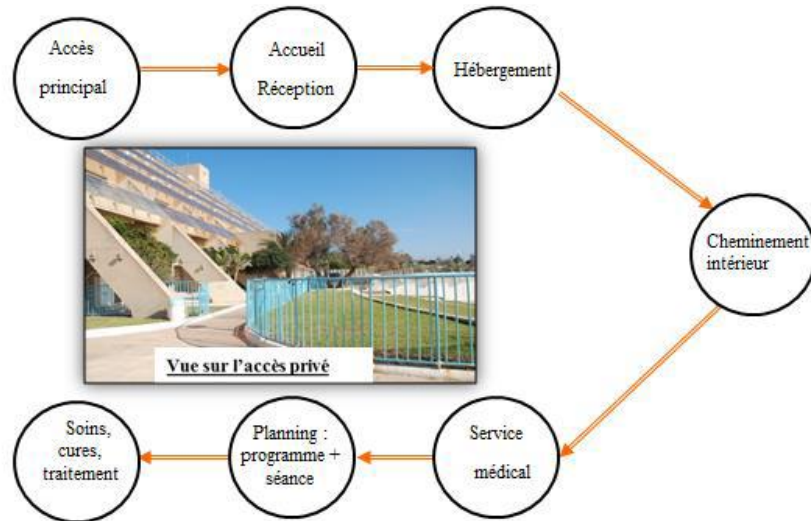 Accès
principal
Accueil
Réception
Hébergement
Cheminement
intérieur
Vue sur l'accès privé
Soins,
cures,
traitement
Planning :
programme +
séance
Service
médical